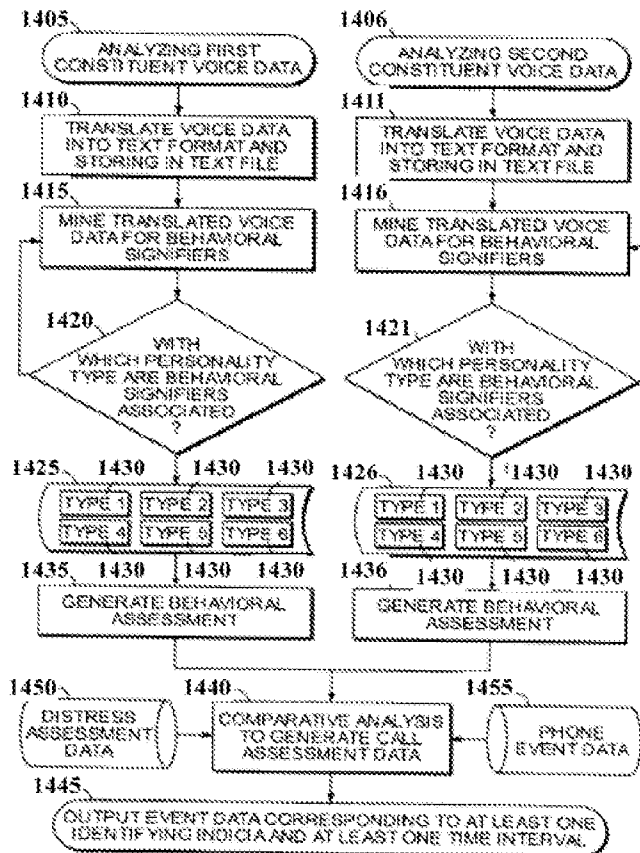 1405
ANALYZING FIRST
CONSTITUENT VOICE DATA
1410
TRANSLATE VOICE DATA
INTO TEXT FORMAT AND
STORING IN TEXT FILE
1415
MINE TRANSLATED VOICE
DATA FOR BEHAVIORAL
SIGNIFIERS
1420
WITH
WHICH PERSONALITY
TYPE ARE BEHAVIORAL
SIGNIFIERS
ASSOCIATED
?
1425
1430 1430 1430
TYPE 1 TYPE 2 TYPE 3
TYPE 4 TYPE 5 TYPE 6
1430 1430 1430
1435
GENERATE BEHAVIORAL
ASSESSMENT
1406
ANALYZING SECOND
CONSTITUENT VOICE DATA
1411
TRANSLATE VOICE DATA
INTO TEXT FORMAT AND
STORING IN TEXT FILE
1416
MINE TRANSLATED VOICE
DATA FOR BEHAVIORAL
SIGNIFIERS
1421
WITH
WHICH PERSONALITY
TYPE ARE BEHAVIORAL
SIGNIFIERS
ASSOCIATED
?
1426
1430 1430 1430
TYPE 1 TYPE 2 TYPE 3
TYPE 4 TYPE 5 TYPE 6
1430 1430 1430
1436
GENERATE BEHAVIORAL
ASSESSMENT
1450
DISTRESS
ASSESSMENT
DATA
1440
COMPARATIVE ANALYSIS
TO GENERATE CALL
ASSESSMENT DATA
1455
PHONE
EVENT DATA
1445
OUTPUT EVENT DATA CORRESPONDING TO AT LEAST ONE
IDENTIFYING INDICIA AND AT LEAST ONE TIME INTERVAL